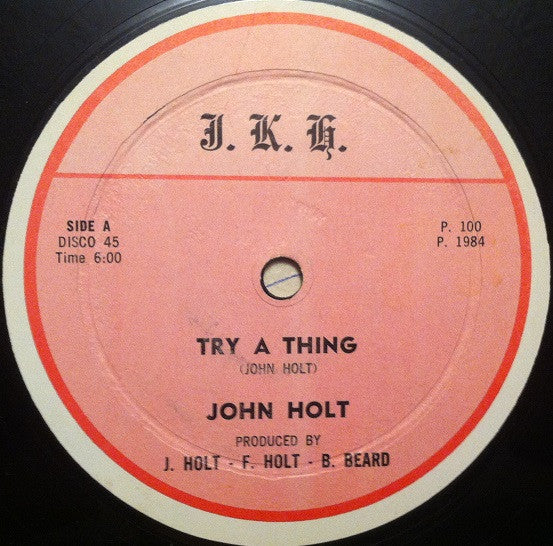 J. K. H.
SIDE A
DISCO 45
Time 6:00
P. 100
P. 1984
TRY A THING
(JOHN HOLT)
JOHN HOLT
PRODUCED BY
J. HOLT - F. HOLT - B. BEARD